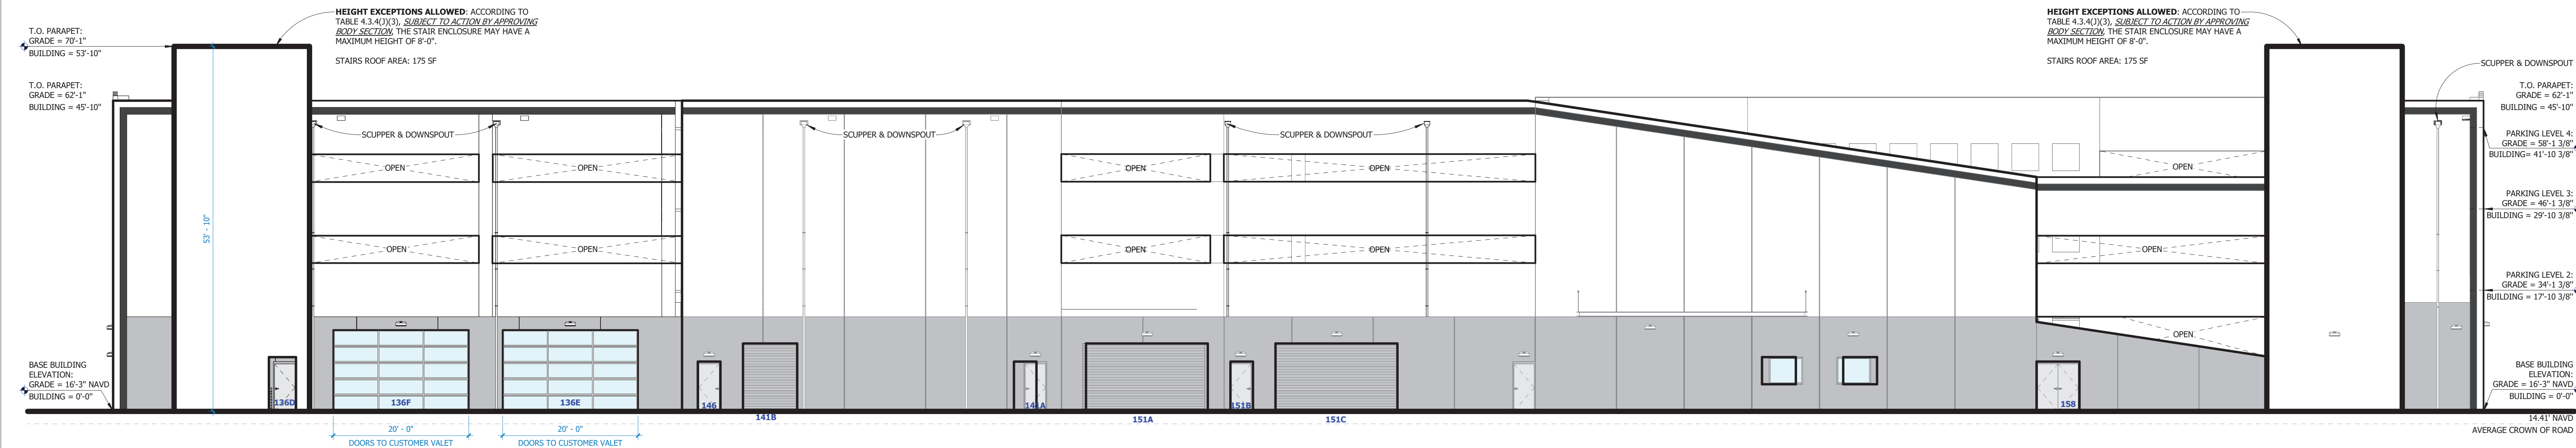 HEIGHT EXCEPTIONS ALLOWED: ACCORDING TO
TABLE 4.3.4(J)(3), SUBJECT TO ACTION BY APPROVING
BODY SECTION, THE STAIR ENCLOSURE MAY HAVE A
MAXIMUM HEIGHT OF 8'-0".
STAIRS ROOF AREA: 175 SF
HEIGHT EXCEPTIONS ALLOWED: ACCORDING TO
TABLE 4.3.4(J)(3), SUBJECT TO ACTION BY APPROVING
BODY SECTION, THE STAIR ENCLOSURE MAY HAVE A
MAXIMUM HEIGHT OF 8'-0".
STAIRS ROOF AREA: 175 SF
T.O. PARAPET:
GRADE = 70'-1"
BUILDING = 53'-10"
T.O. PARAPET:
GRADE = 62'-1"
BUILDING = 45'-10"
BASE BUILDING
ELEVATION:
GRADE = 16'-3" NAVD
BUILDING = 0'-0"
53' - 10"
SCUPPER & DOWNSPOUT
SCUPPER & DOWNSPOUT
SCUPPER & DOWNSPOUT
OPEN
OPEN
OPEN
OPEN
OPEN
OPEN
OPEN
OPEN
OPEN
OPEN
OPEN
136D
136F
136E
146
141B
141A
151A
151B
151C
158
20' - 0"
DOORS TO CUSTOMER VALET
20' - 0"
DOORS TO CUSTOMER VALET
SCUPPER & DOWNSPOUT
T.O. PARAPET:
GRADE = 62'-1"
BUILDING = 45'-10"
PARKING LEVEL 4:
GRADE = 58'-1 3/8"
BUILDING= 41'-10 3/8"
PARKING LEVEL 3:
GRADE = 46'-1 3/8"
BUILDING = 29'-10 3/8"
PARKING LEVEL 2:
GRADE = 34'-1 3/8"
BUILDING = 17'-10 3/8"
BASE BUILDING
ELEVATION:
GRADE = 16'-3" NAVD
BUILDING = 0'-0"
14.41' NAVD
AVERAGE CROWN OF ROAD